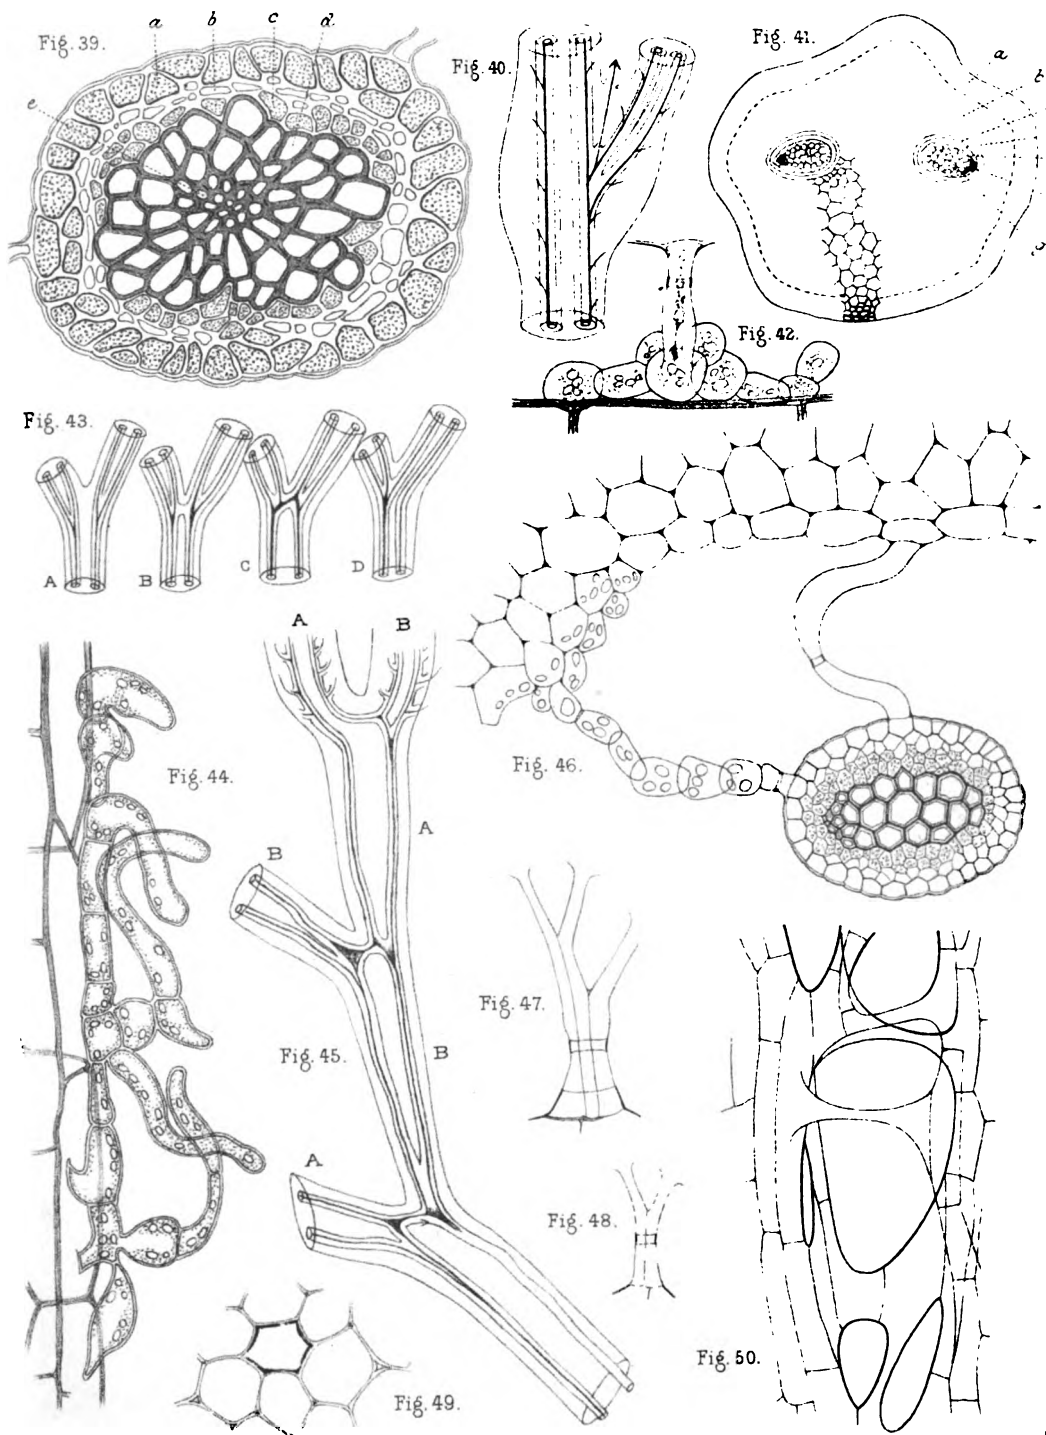 a b c d
Fig. 39.
e
Fig. 40.
Fig. 41.
a
b
Fig. 42.
Fig. 43.
A B C D
A B
Fig. 44.
A
B
Fig. 45.
B
A
Fig. 46.
Fig. 47.
Fig. 48.
Fig. 49.
Fig. 50.